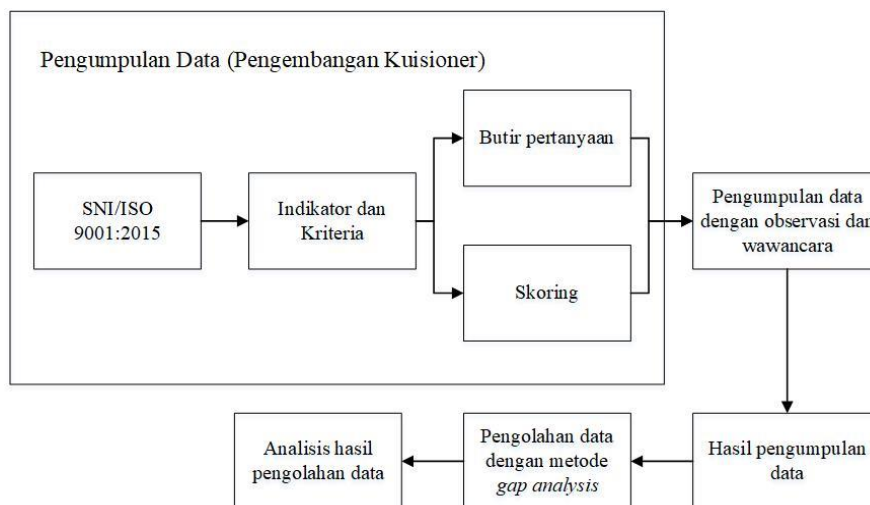 Pengumpulan Data (Pengembangan Kuisioner)
SNI/ISO
9001:2015
Indikator dan
Kriteria
Butir pertanyaan
Skoring
Pengumpulan data
dengan observasi dan
wawancara
Hasil pengumpulan
data
Pengolahan data
dengan metode
gap analysis
Analisis hasil
pengolahan data